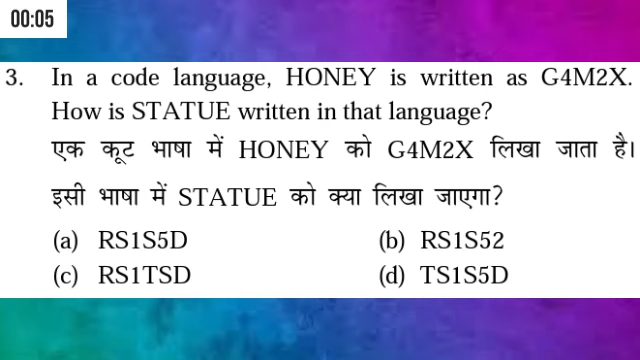 00:05
3. In a code language, HONEY is written as G4M2X.
How is STATUE written in that language?
एक कूट भाषा में HONEY को G4M2X लिखा जाता है।
इसी भाषा में STATUE को क्या लिखा जाएगा?
(a) RS1S5D (b) RS1S52
(c) RS1TSD (d) TS1S5D